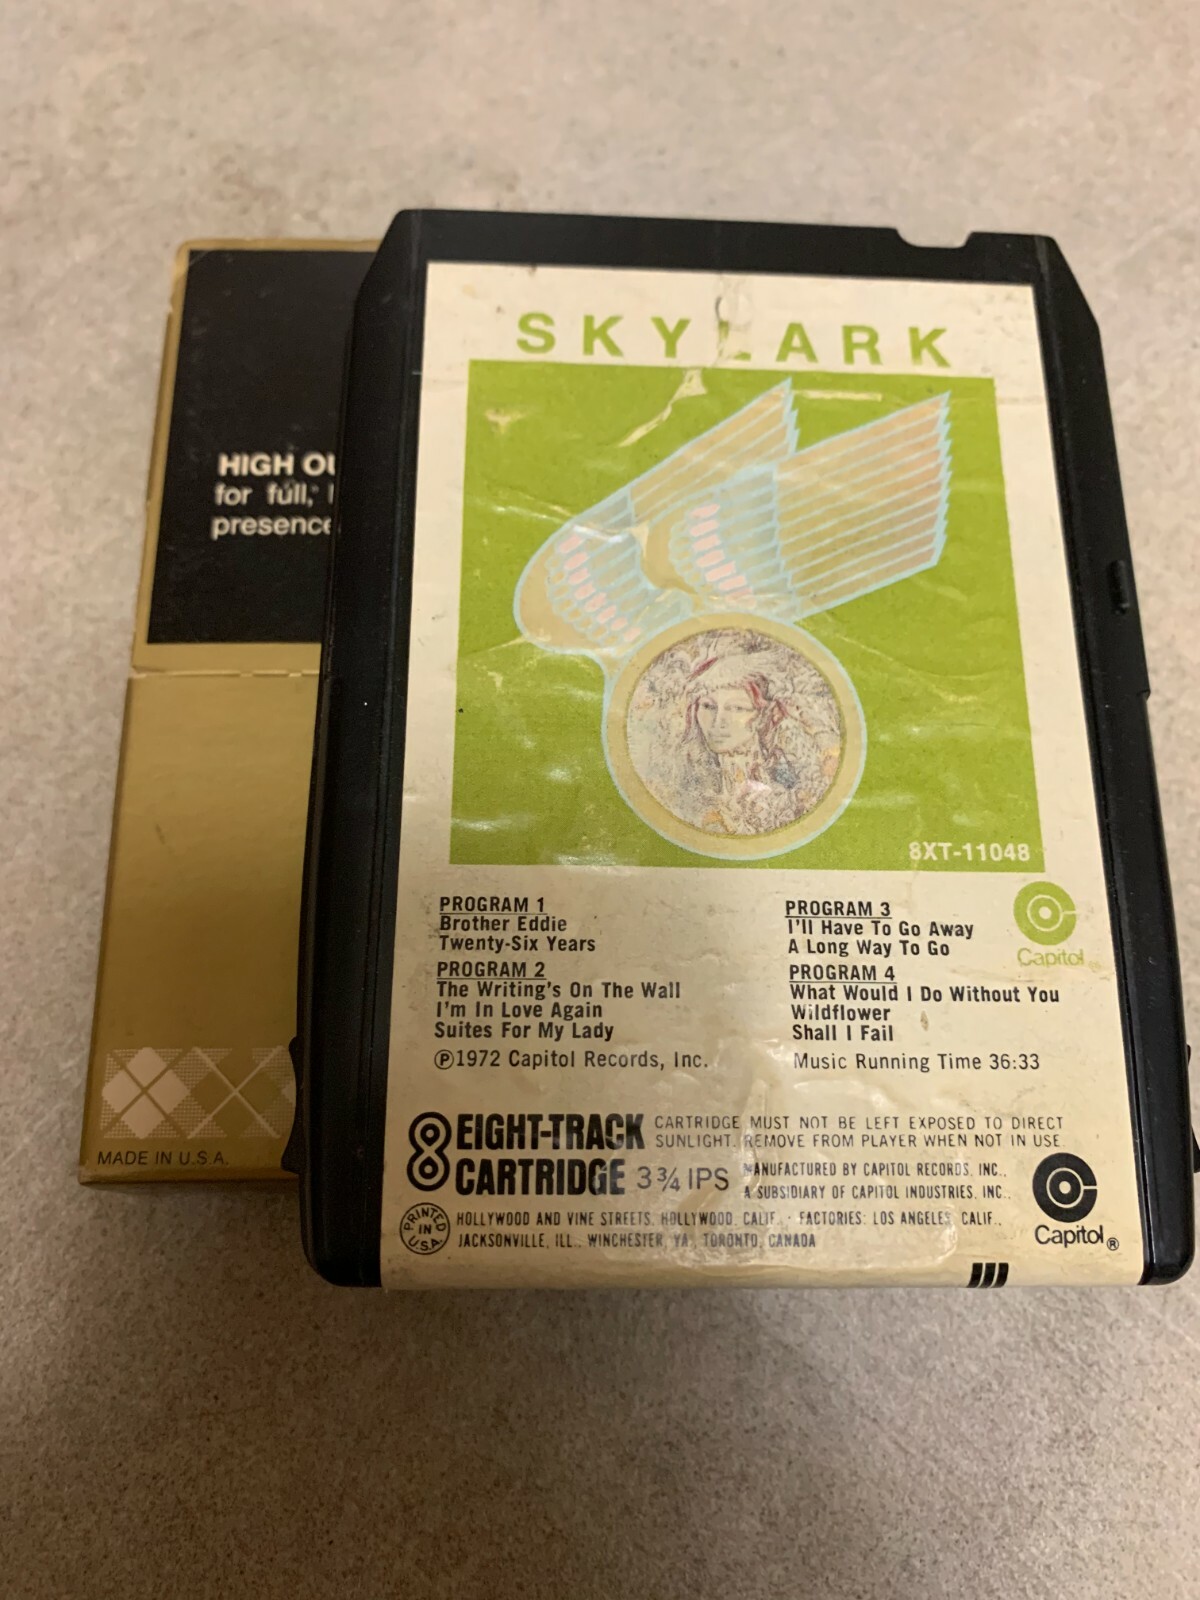 SKYLARK
HIGH
for full,
presence
8XT-11048
PROGRAM 1
Brother Eddie
Twenty-Six Years
PROGRAM 2
The Writing's On The Wall
I'm In Love Again
Suites For My Lady
℗1972 Capitol Records, Inc.
PROGRAM 3
I'll Have To Go Away
A Long Way To Go
Capitol
PROGRAM 4
What Would I Do Without You
Wildflower
Shall I Fail
Music Running Time 36:33
8 EIGHT-TRACK
CARTRIDGE 3¾ IPS
CARTRIDGE MUST NOT BE LEFT EXPOSED TO DIRECT
SUNLIGHT. REMOVE FROM PLAYER WHEN NOT IN USE
MANUFACTURED BY CAPITOL RECORDS, INC.,
A SUBSIDIARY OF CAPITOL INDUSTRIES, INC.,
HOLLYWOOD AND VINE STREETS, HOLLYWOOD, CALIF. · FACTORIES: LOS ANGELES, CALIF.,
JACKSONVILLE, ILL., WINCHESTER, VA., TORONTO, CANADA
PRINTED
IN
U.S.A.
Capitol®
MADE IN U.S.A.